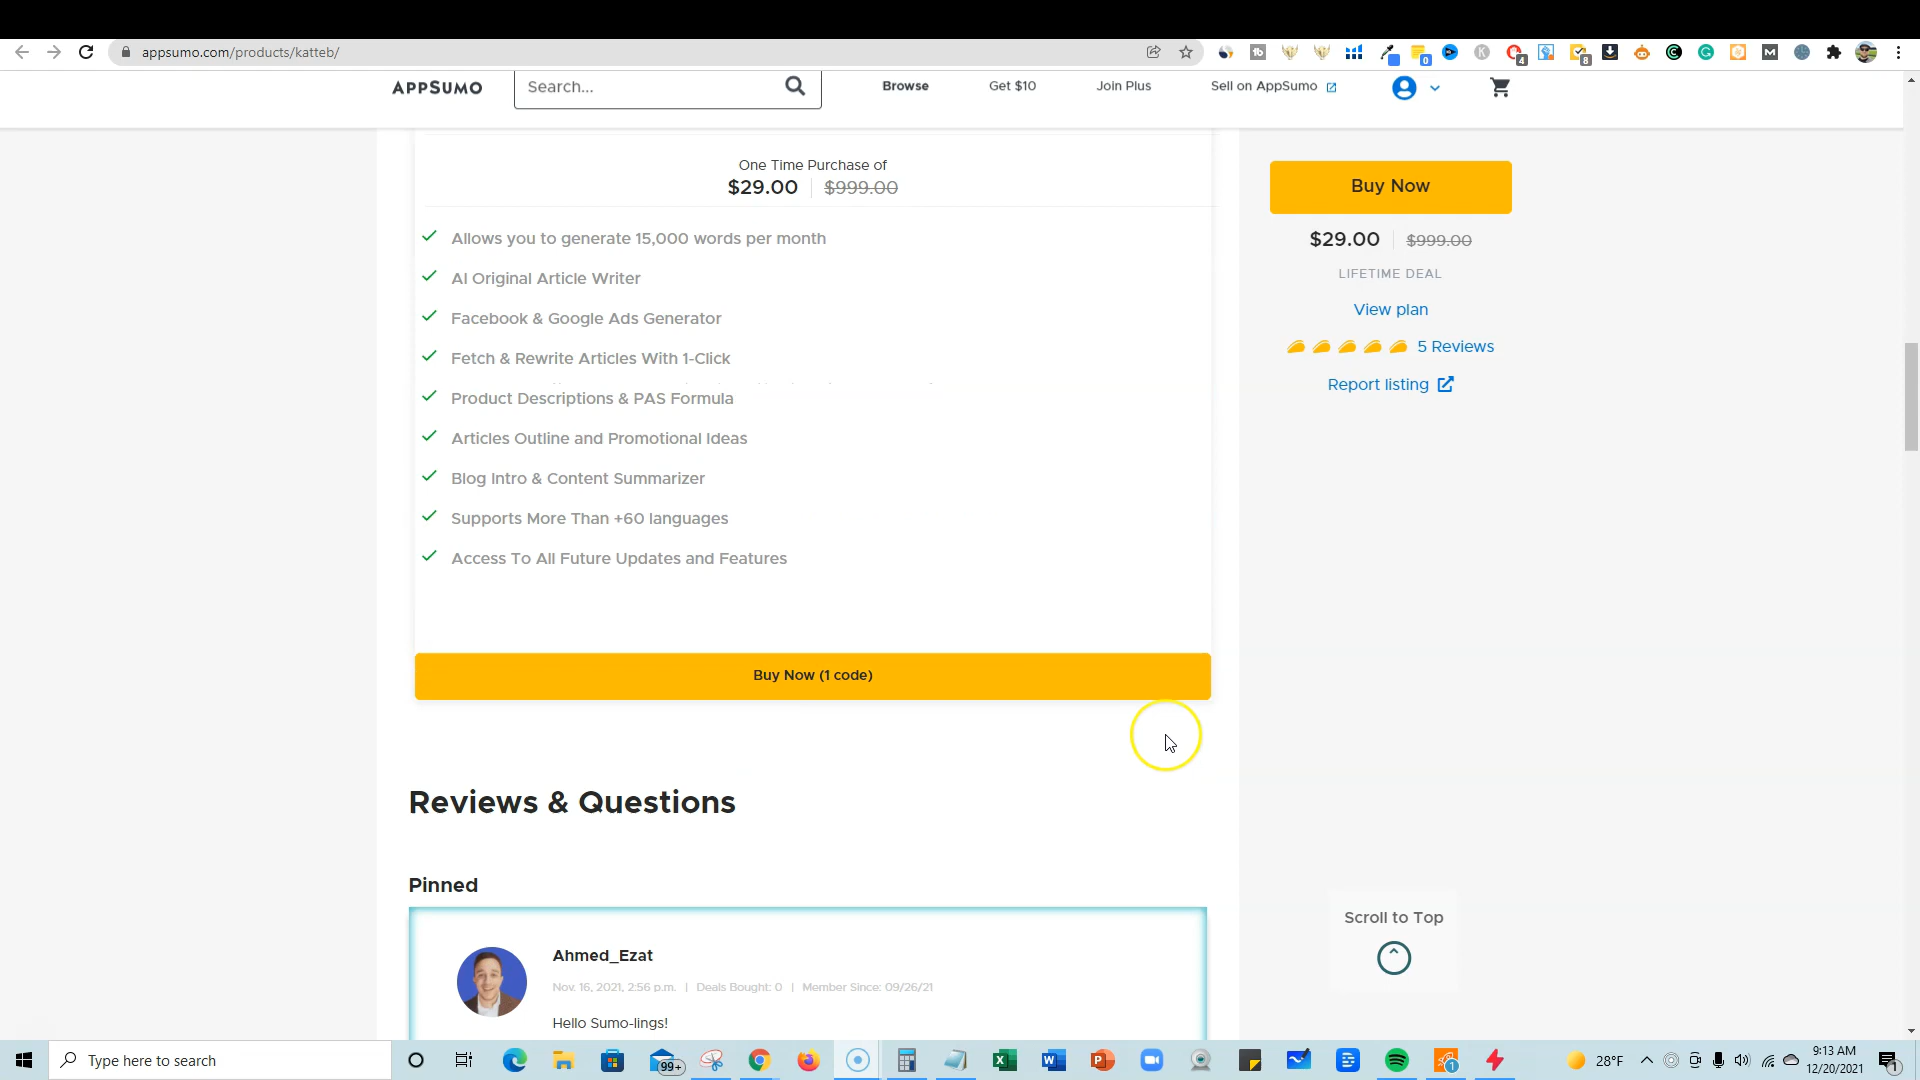 appsumo.com/products/katteb/
APPSUMO
Search...
Browse
Get $10
Join Plus
Sell on AppSumo
One Time Purchase of
$29.00 $999.00
Allows you to generate 15,000 words per month
AI Original Article Writer
Facebook & Google Ads Generator
Fetch & Rewrite Articles With 1-Click
Product Descriptions & PAS Formula
Articles Outline and Promotional Ideas
Blog Intro & Content Summarizer
Supports More Than +60 languages
Access To All Future Updates and Features
Buy Now (1 code)
Buy Now
$29.00 $999.00
LIFETIME DEAL
View plan
5 Reviews
Report listing
Reviews & Questions
Pinned
Ahmed_Ezat
Nov. 16, 2021, 2:56 p.m. | Deals Bought: 0 | Member Since: 09/26/21
Hello Sumo-lings!
Scroll to Top
Type here to search
99+
28°F
9:13 AM
12/20/2021